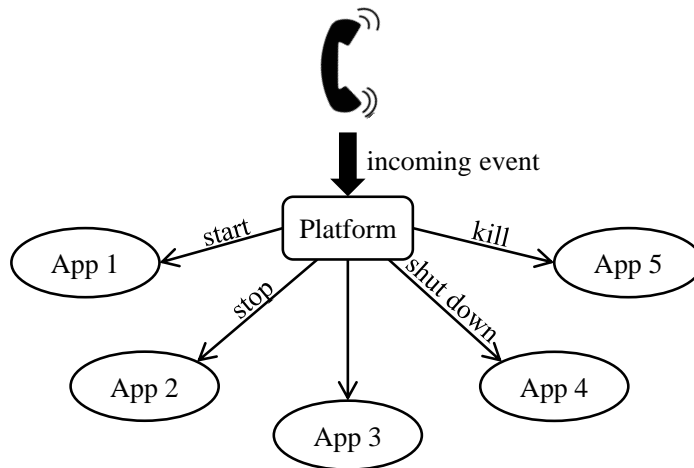 incoming event
Platform
start
kill
App 1
App 5
stop
shut down
App 2
App 4
App 3